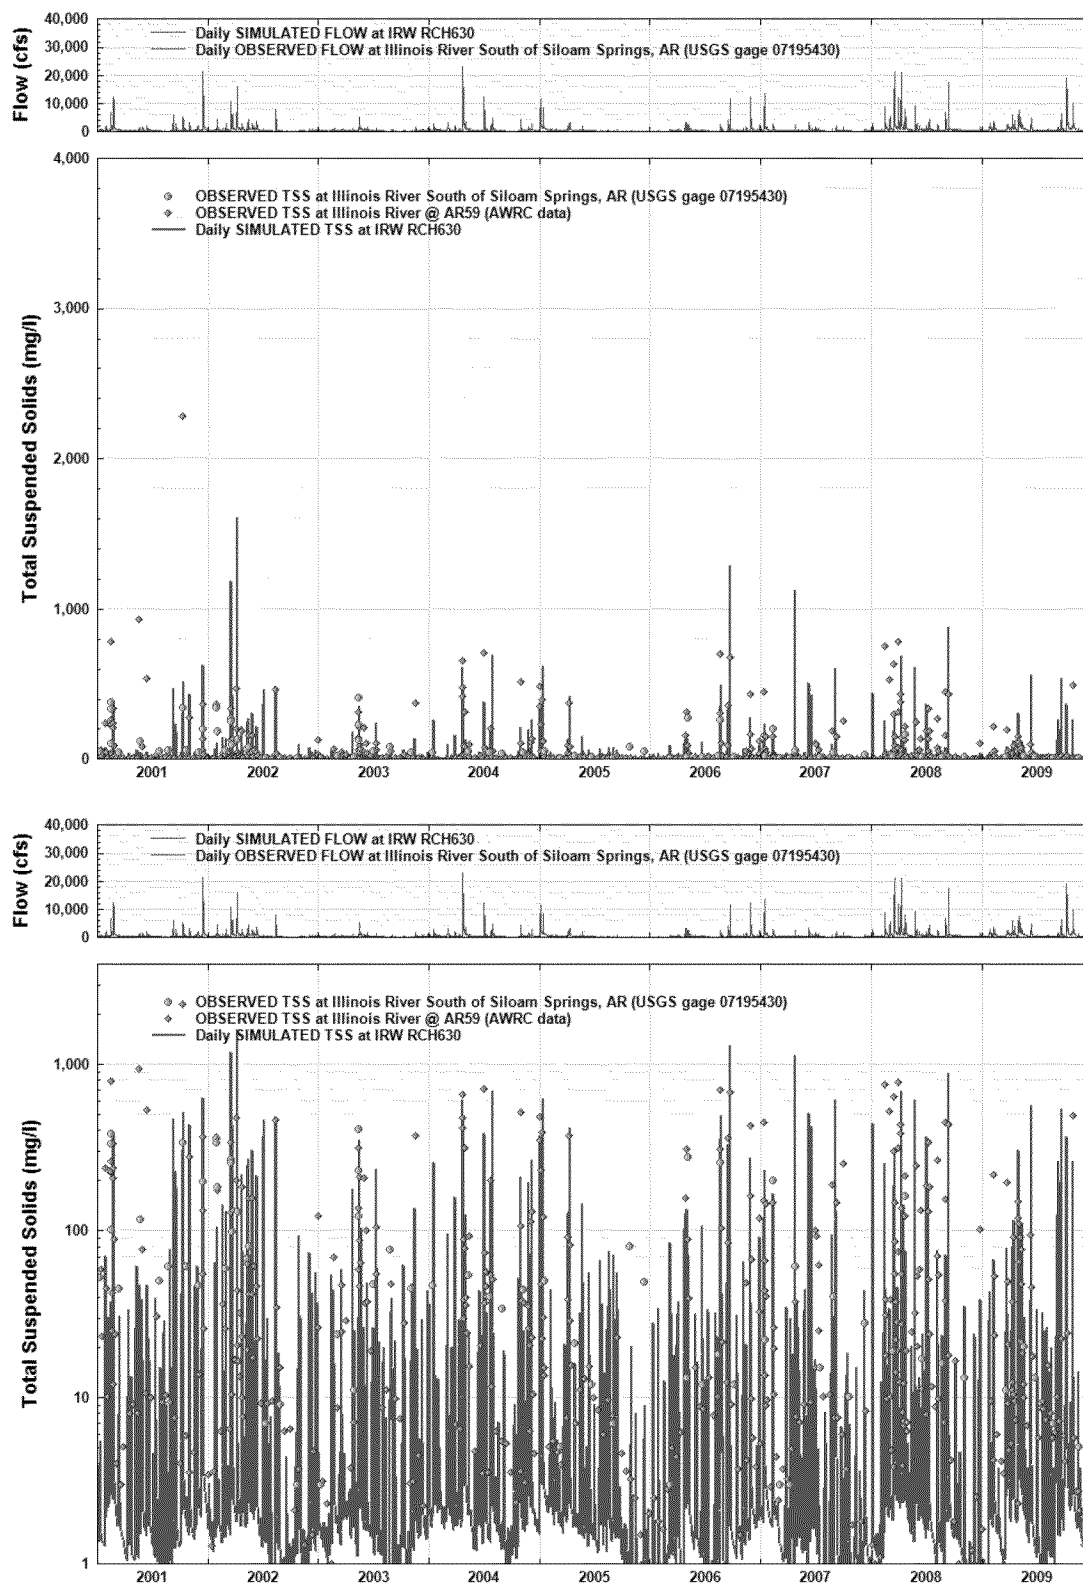 40,000
30,000
20,000
10,000
0
Flow (cfs)
Daily SIMULATED FLOW at IRW RCH630
Daily OBSERVED FLOW at Illinois River South of Siloam Springs, AR (USGS gage 07195430)
4,000
3,000
2,000
1,000
0
Total Suspended Solids (mg/l)
OBSERVED TSS at Illinois River South of Siloam Springs, AR (USGS gage 07195430)
OBSERVED TSS at Illinois River @ AR59 (AWRC data)
Daily SIMULATED TSS at IRW RCH630
2001 2002 2003 2004 2005 2006 2007 2008 2009
40,000
30,000
20,000
10,000
0
Flow (cfs)
Daily SIMULATED FLOW at IRW RCH630
Daily OBSERVED FLOW at Illinois River South of Siloam Springs, AR (USGS gage 07195430)
1,000
100
10
1
Total Suspended Solids (mg/l)
OBSERVED TSS at Illinois River South of Siloam Springs, AR (USGS gage 07195430)
OBSERVED TSS at Illinois River @ AR59 (AWRC data)
Daily SIMULATED TSS at IRW RCH630
2001 2002 2003 2004 2005 2006 2007 2008 2009